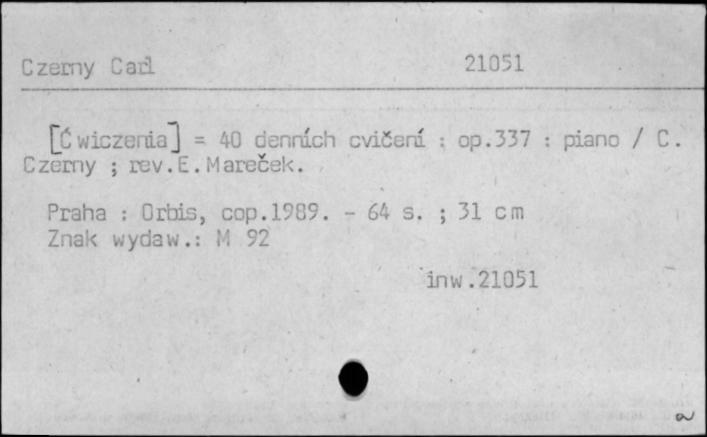 Czerny Carl 21051
[Ćwiczenia] = 40 denních cvičení : op.337 : piano / C.
Czerny ; rev.E.Mareček.
Praha : Orbis, cop.1989. - 64 s. ; 31 cm
Znak wydaw.: M 92
inw.21051